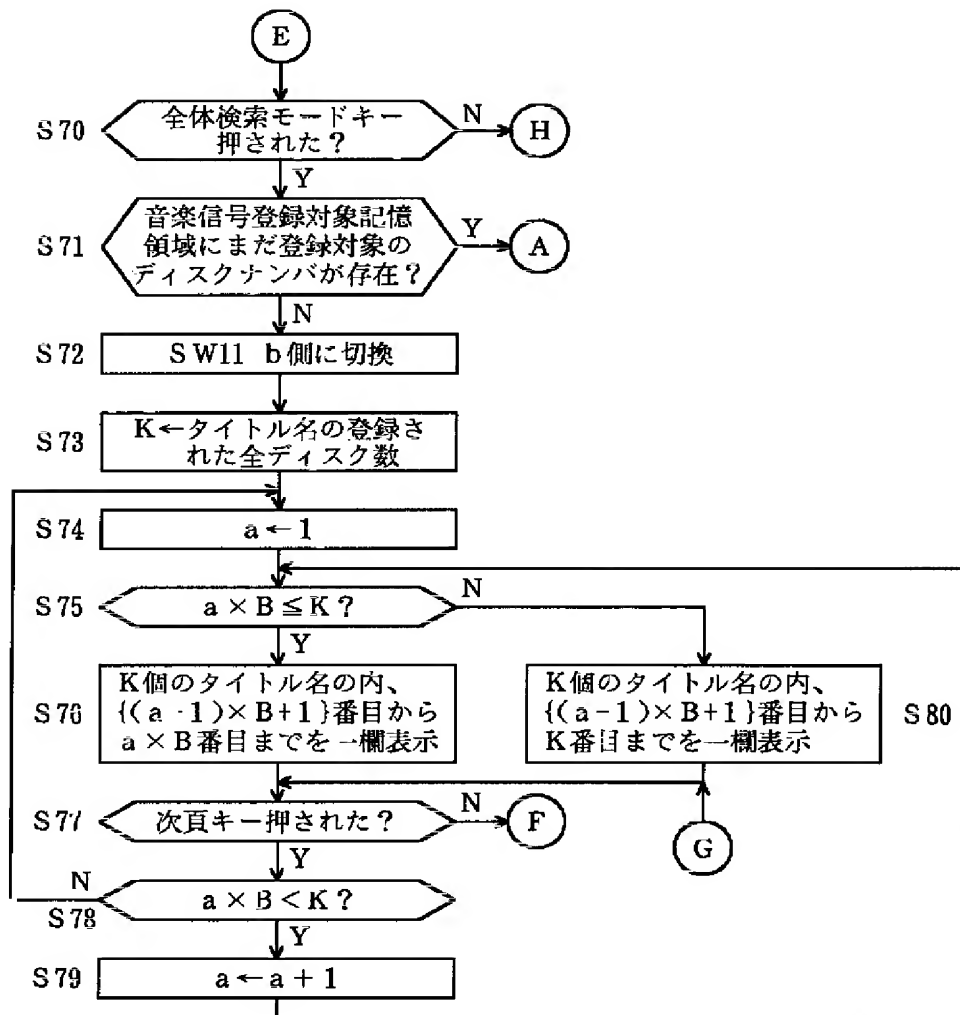 E
S70
全体検索モードキー
押された？
N
H
Y
S71
音楽信号登録対象記憶
領域にまだ登録対象の
ディスクナンバが存在？
Y
A
N
S72
SW11 b側に切換
S73
K←タイトル名の登録さ
れた全ディスク数
S74
a←1
S75
a×B≦K？
N
Y
S76
K個のタイトル名の内、
{(a-1)×B+1}番目から
a×B番目までを一欄表示
K個のタイトル名の内、
{(a-1)×B+1}番目から
K番目までを一欄表示
S80
S77
次頁キー押された？
N
F
G
Y
N
S78
a×B<K？
Y
S79
a←a+1